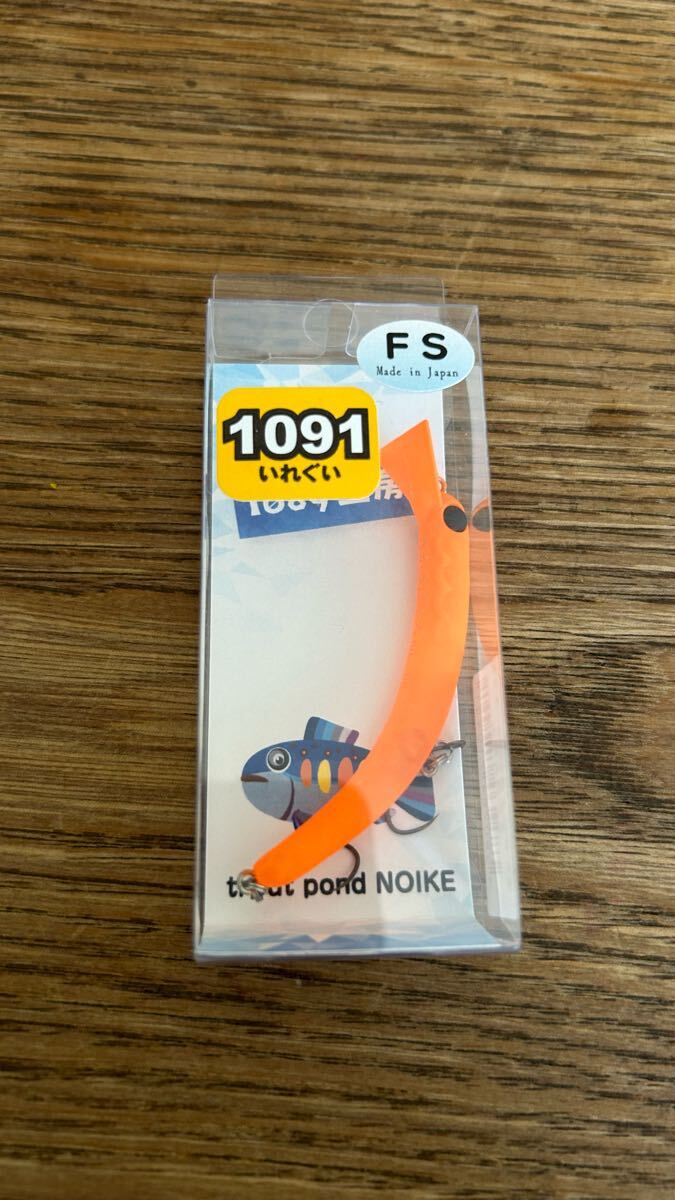 FS
Made in Japan
1091
いれぐい
trout pond NOIKE